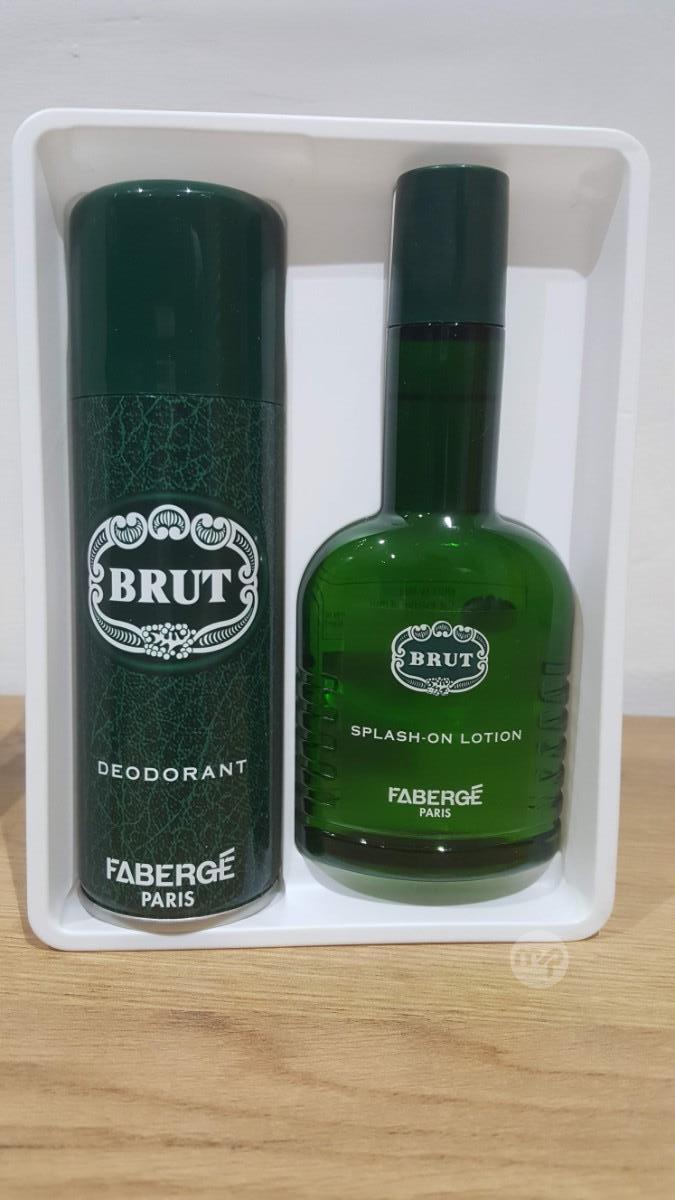 BRUT
DEODORANT
FABERGÉ
PARIS
BRUT
SPLASH-ON LOTION
FABERGÉ
PARIS